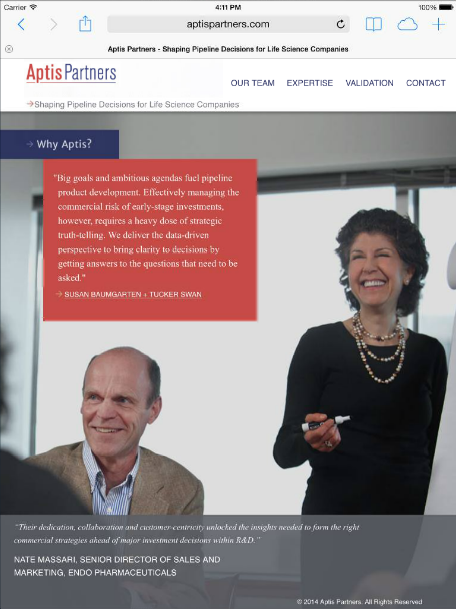 Carrier 4:11 PM 100%
aptispartners.com
Aptis Partners - Shaping Pipeline Decisions for Life Science Companies
Aptis Partners
OUR TEAM EXPERTISE VALIDATION CONTACT
→Shaping Pipeline Decisions for Life Science Companies
→ Why Aptis?
"Big goals and ambitious agendas fuel pipeline
product development. Effectively managing the
commercial risk of early-stage investments,
however, requires a heavy dose of strategic
truth-telling. We deliver the data-driven
perspective to bring clarity to decisions by
getting answers to the questions that need to be
asked."
→ SUSAN BAUMGARTEN + TUCKER SWAN
"Their dedication, collaboration and customer-centricity unlocked the insights needed to form the right
commercial strategies ahead of major investment decisions within R&D."
NATE MASSARI, SENIOR DIRECTOR OF SALES AND
MARKETING, ENDO PHARMACEUTICALS
© 2014 Aptis Partners. All Rights Reserved